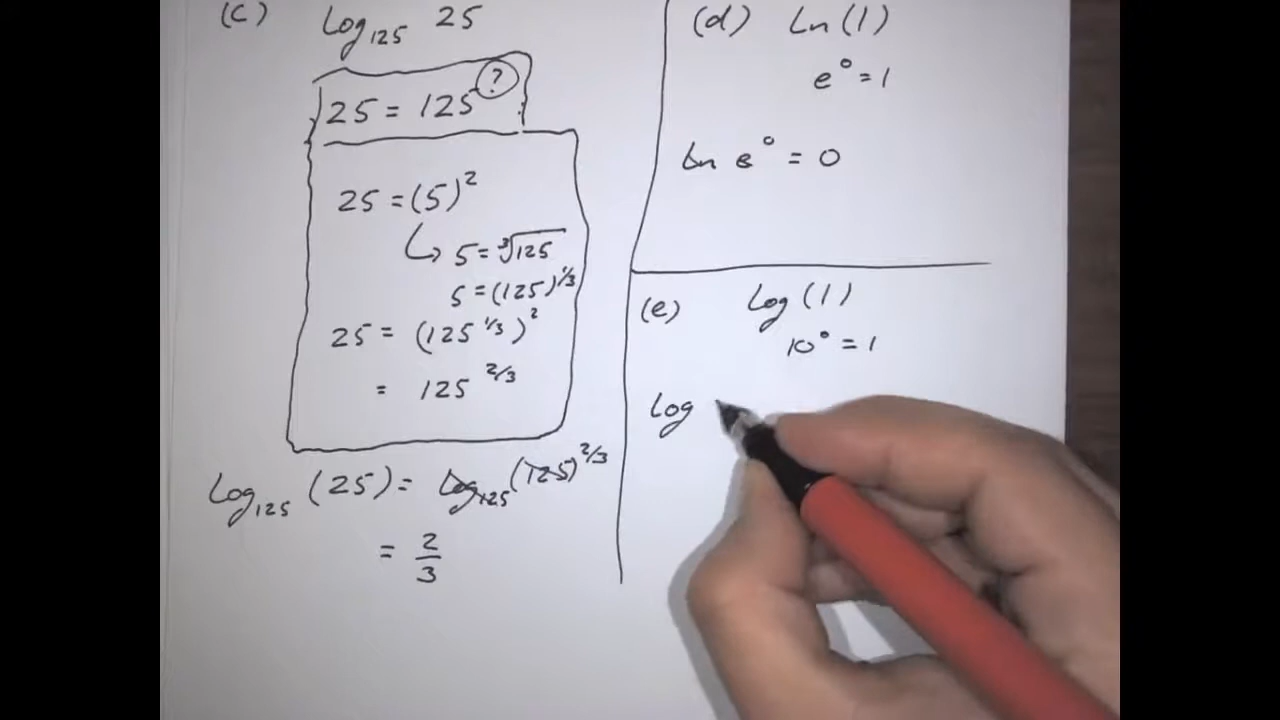 (c) Log₁₂₅ 25
25 = 125^?
25 = (5)²
↳ 5 = ∛125
5 = (125)^1/3
25 = (125^1/3)²
= 125^2/3
Log₁₂₅ (25) = Log₁₂₅ (125)^2/3
= 2/3
(d) Ln (1)
e⁰ = 1
Ln e⁰ = 0
(e) Log (1)
10⁰ = 1
Log